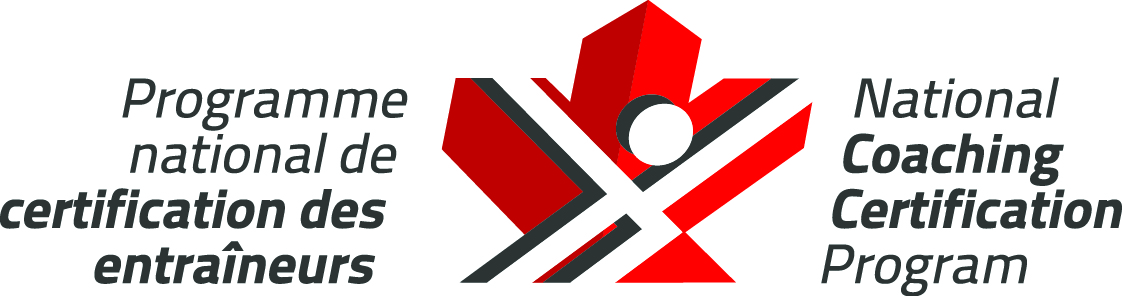 Programme
national de
certification des
entraîneurs
National
Coaching
Certification
Program